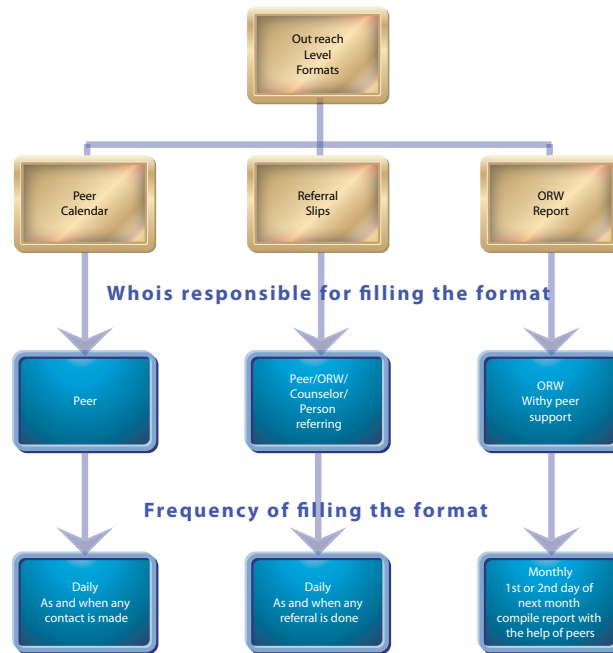 Out reach
Level
Formats
Peer
Calendar
Referral
Slips
ORW
Report
Whois responsible for filling the format
Peer
Peer/ORW/
Counselor/
Person
referring
ORW
Withy peer
support
Frequency of filling the format
Daily
As and when any
contact is made
Daily
As and when any
referral is done
Monthly
1st or 2nd day of
next month
compile report with
the help of peers